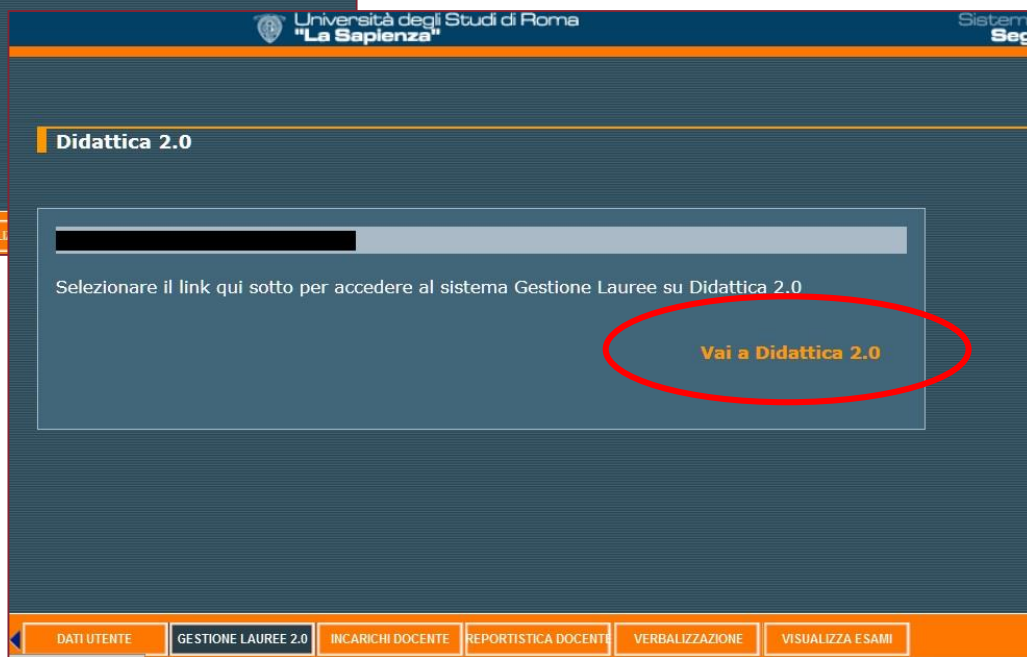 Università degli Studi di Roma
"La Sapienza"
Didattica 2.0
Selezionare il link qui sotto per accedere al sistema Gestione Lauree su Didattica 2.0
Vai a Didattica 2.0
DATI UTENTE
GESTIONE LAUREE 2.0
INCARICHI DOCENTE
REPORTISTICA DOCENTE
VERBALIZZAZIONE
VISUALIZZA ESAMI